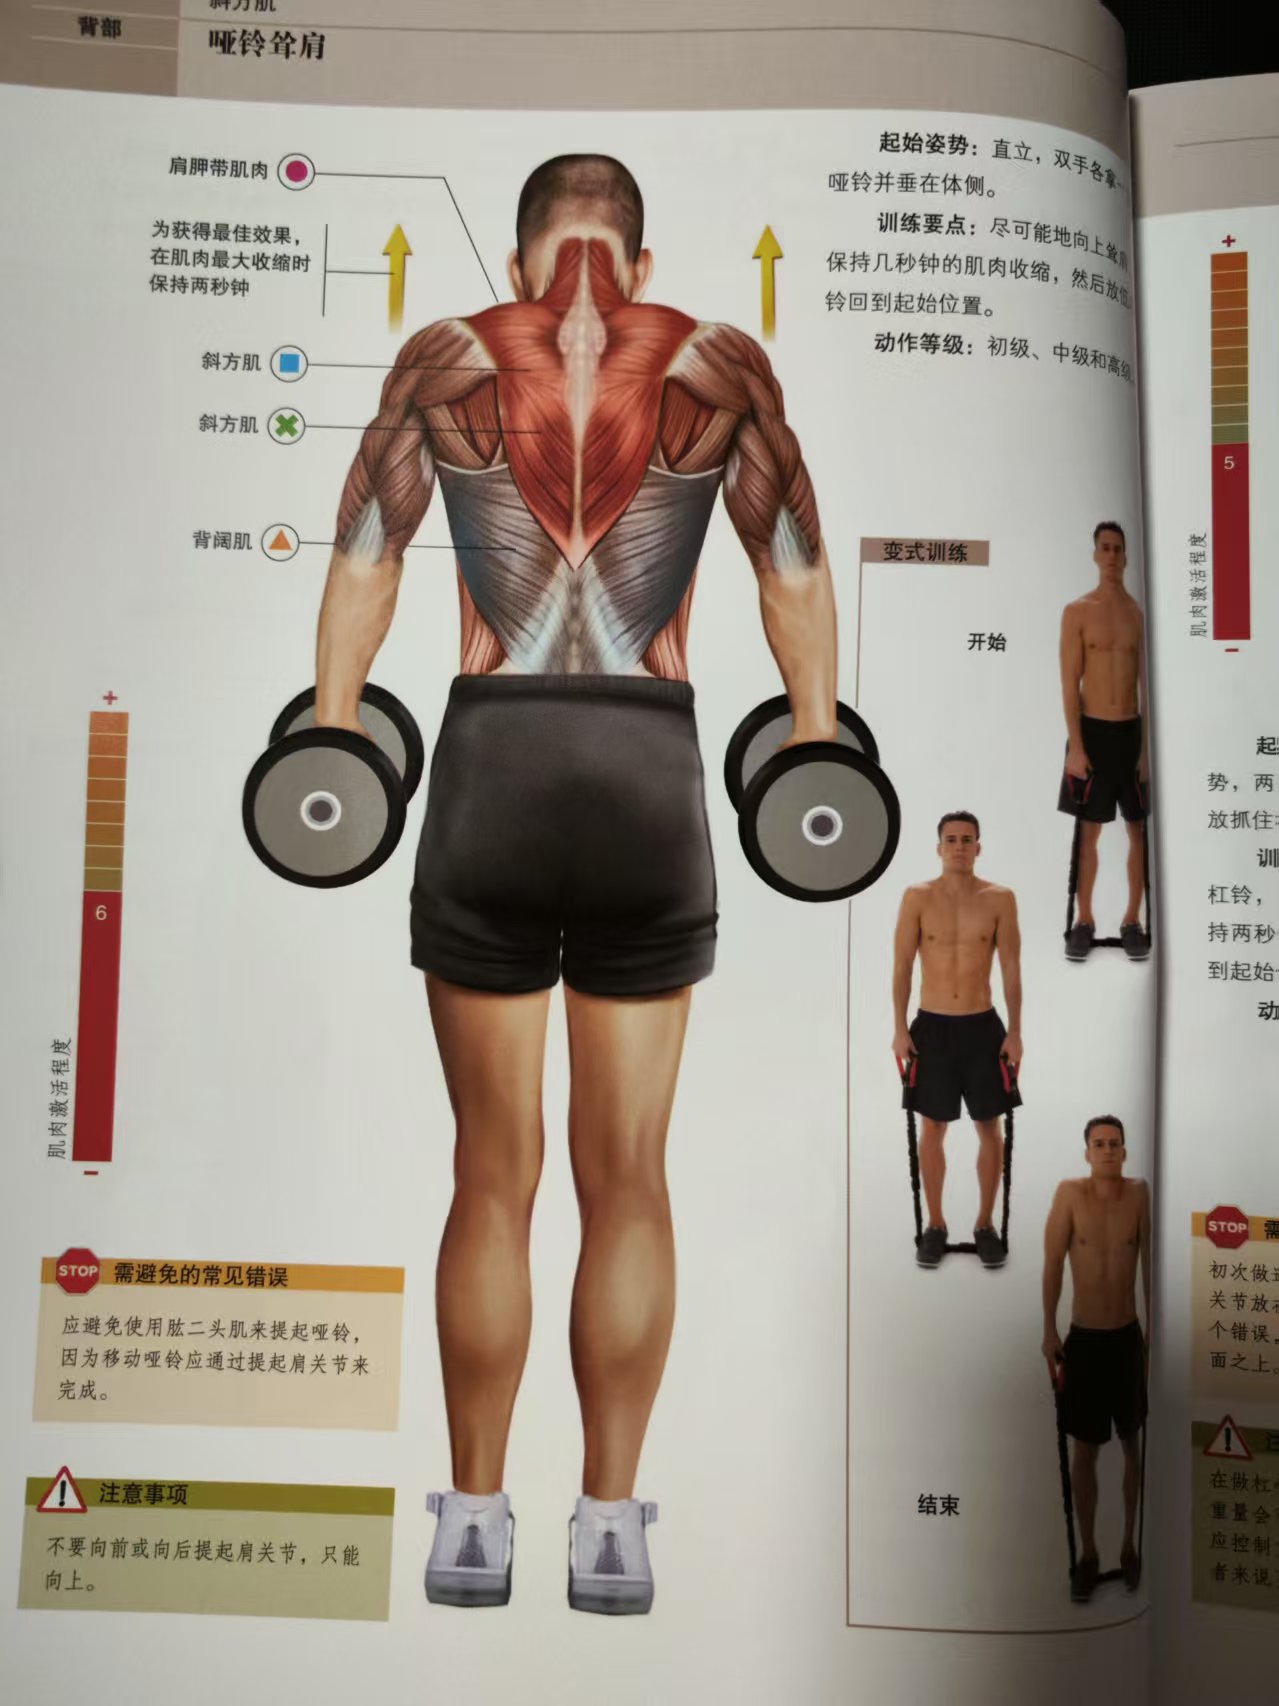 背部
斜方肌
哑铃耸肩
肩胛带肌肉
为获得最佳效果，
在肌肉最大收缩时
保持两秒钟
斜方肌
斜方肌
背阔肌
起始姿势：直立，双手各拿一
哑铃并垂在体侧。
训练要点：尽可能地向上耸肩
保持几秒钟的肌肉收缩，然后放低
铃回到起始位置。
动作等级：初级、中级和高级
变式训练
开始
结束
+
6
肌肉激活程度
-
STOP 需避免的常见错误
应避免使用肱二头肌来提起哑铃，
因为移动哑铃应通过提起肩关节来
完成。
! 注意事项
不要向前或向后提起肩关节，只能
向上。
+
5
肌肉激活程度
-
势，两
放抓住
训
杠铃，
持两秒
到起始
动
STOP 需
初次做
关节放
个错误，
面之上。
!
在做杠
重量会
应控制
者来说